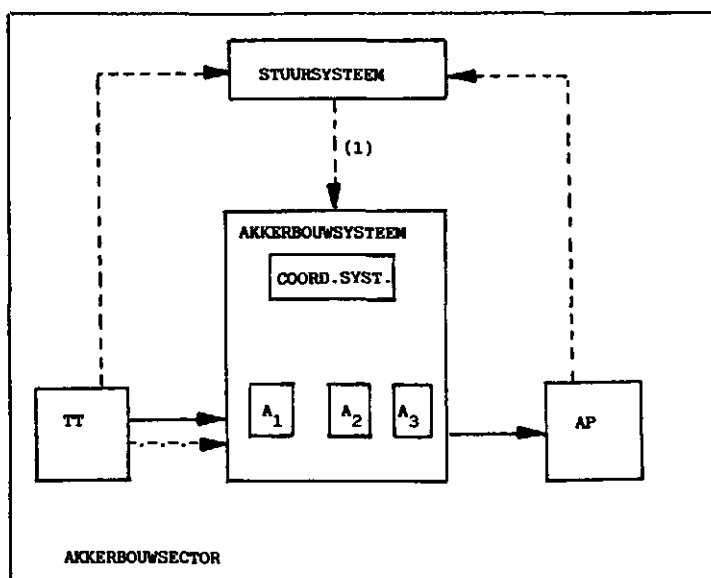 STUURSYSTEEM
(1)
AKKERBOUWSYSTEEM
COORD.SYST.
TT
A1
A2
A3
AP
AKKERBOUWSECTOR